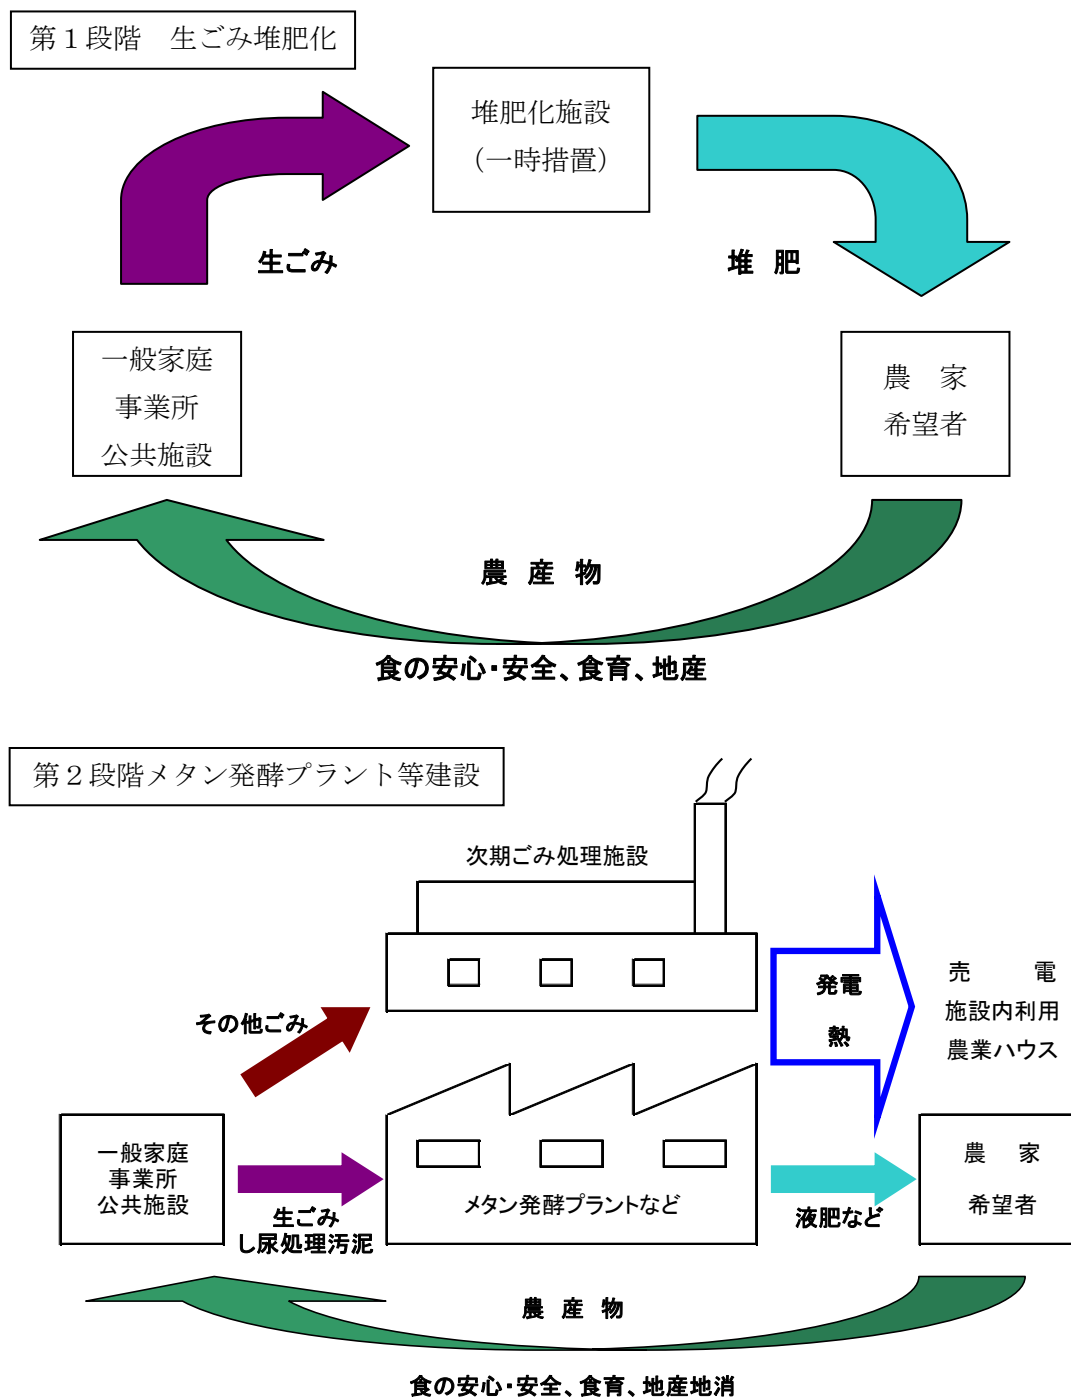 第１段階　生ごみ堆肥化
堆肥化施設
（一時措置）
生ごみ
堆　肥
一般家庭
事業所
公共施設
農　家
希望者
農　産　物
食の安心・安全、食育、地産
第２段階メタン発酵プラント等建設
次期ごみ処理施設
その他ごみ
発電
熱
売　　電
施設内利用
農業ハウス
一般家庭
事業所
公共施設
生ごみ
し尿処理汚泥
メタン発酵プラントなど
液肥など
農　家
希望者
農　産　物
食の安心・安全、食育、地産地消